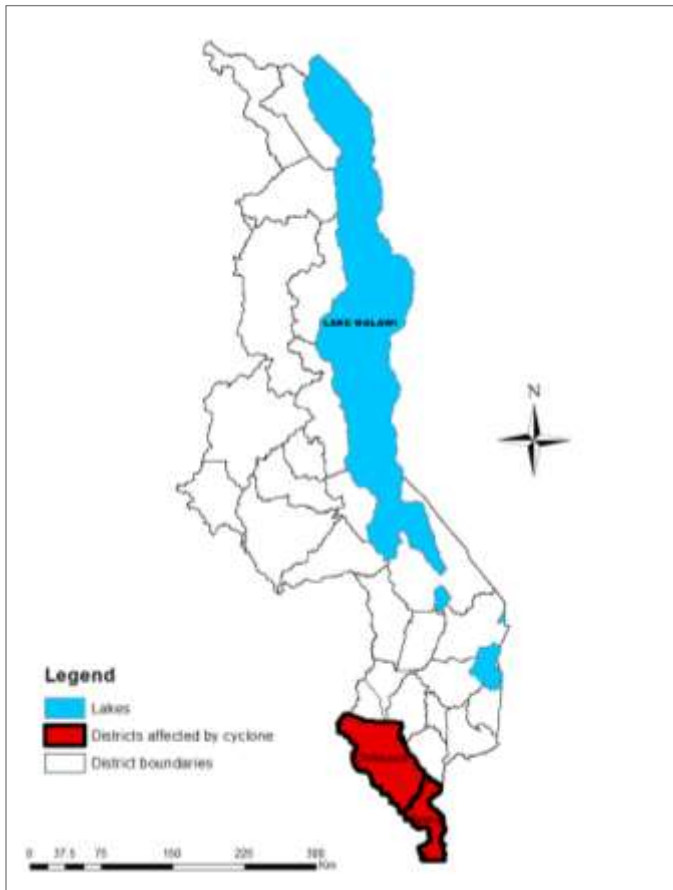 LAKE MALAWI
N
Legend
Lakes
Districts affected by cyclone
District boundaries
0 37.5 75 150 225 300
Km